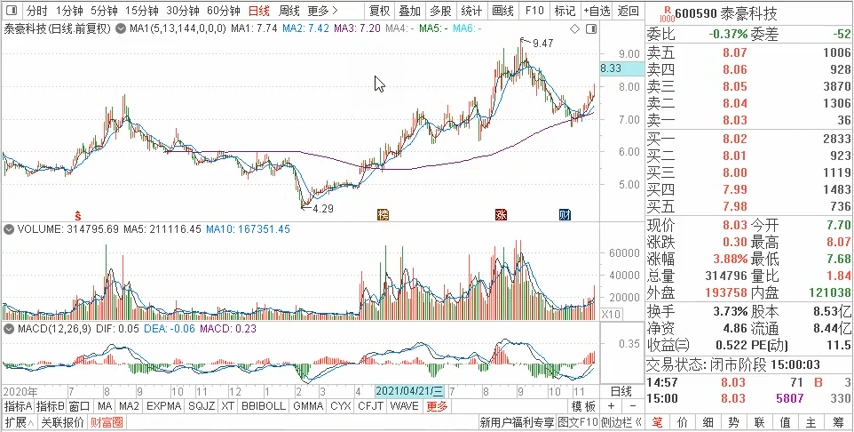 分时 1分钟 5分钟 15分钟 30分钟 60分钟 日线 周线 更多 复权 叠加 多股 统计 画线 F10 标记 +自选 返回
R 1000 600590 泰豪科技
泰豪科技(日线.前复权) MA1(5,13,144,0,0,0) MA1: 7.74 MA2: 7.42 MA3: 7.20 MA4: - MA5: - MA6: -
委比 -0.37% 委差 -52
卖五 8.07 1006
卖四 8.06 928
卖三 8.05 3870
卖二 8.04 1306
卖一 8.03 36
买一 8.02 2833
买二 8.01 923
买三 8.00 1119
买四 7.99 1483
买五 7.98 736
9.47
9.00
8.33
8.00
7.00
6.00
5.00
4.29
榜 涨 财
现价 8.03 今开 7.70
涨跌 0.30 最高 8.07
涨幅 3.88% 最低 7.68
总量 314796 量比 1.84
外盘 193758 内盘 121038
换手 3.73% 股本 8.53亿
净资 4.86 流通 8.44亿
收益(三) 0.522 PE(动) 11.5
交易状态: 闭市阶段 15:00:03
14:57 8.03 71 B 3
15:00 8.03 5807 330
VOLUME: 314795.69 MA5: 211116.45 MA10: 167351.45
60000
40000
20000
X10
MACD(12,26,9) DIF: 0.05 DEA: -0.06 MACD: 0.23
0.35
2020年 7 8 9 10 11 12 1 2 3 4 2021/04/21/三 7 8 9 10 11 日线
指标A 指标B 窗口 MA MA2 EXPMA SQJZ XT BBIBOLL GMMA CYX CFJT WAVE 更多 模板 + -
扩展∧ 关联报价 财富圈 新用户福利专享 图文F10 侧边栏《
笔 价 细 势 联 值 主 筹